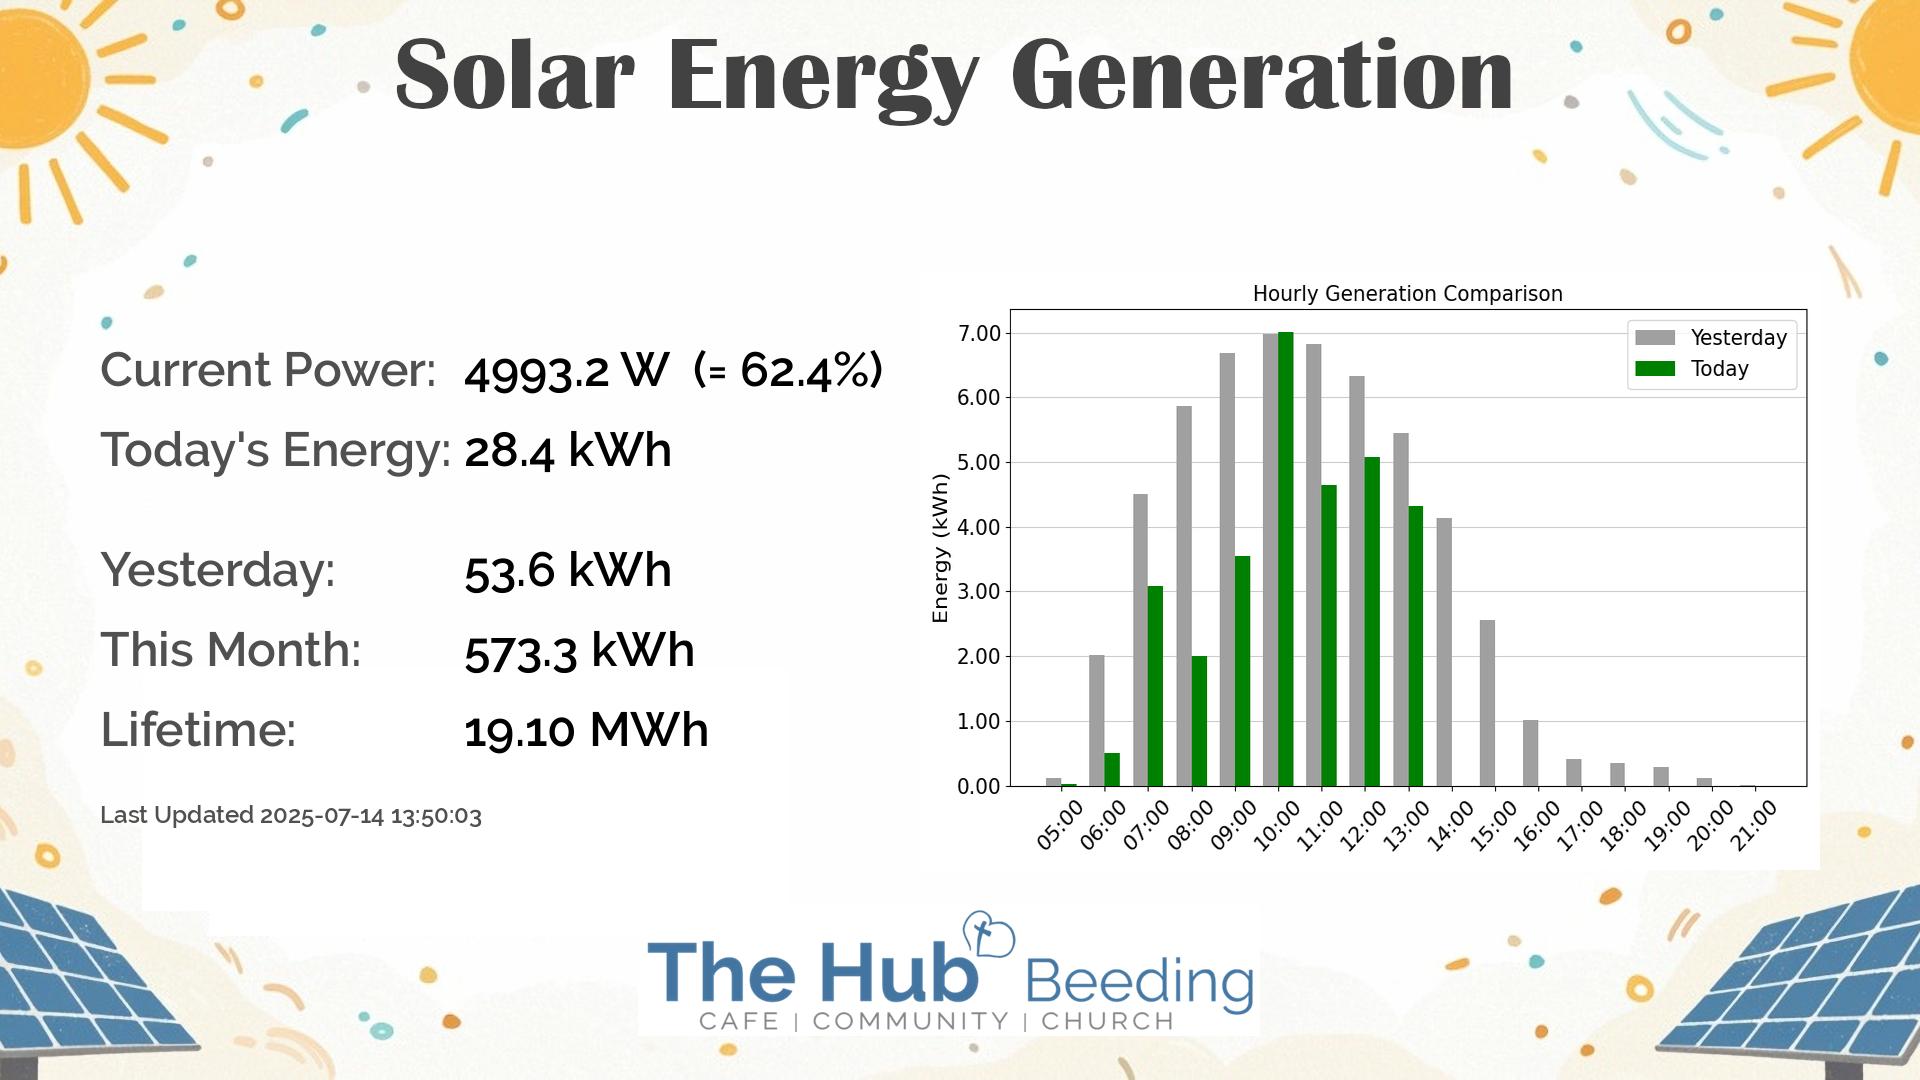 Solar Energy Generation
Current Power: 4993.2 W (= 62.4%)
Today's Energy: 28.4 kWh
Yesterday: 53.6 kWh
This Month: 573.3 kWh
Lifetime: 19.10 MWh
Last Updated 2025-07-14 13:50:03
Hourly Generation Comparison
Yesterday
Today
Energy (kWh)
7.00
6.00
5.00
4.00
3.00
2.00
1.00
0.00
05:00 06:00 07:00 08:00 09:00 10:00 11:00 12:00 13:00 14:00 15:00 16:00 17:00 18:00 19:00 20:00 21:00
The Hub Beeding
CAFE | COMMUNITY | CHURCH